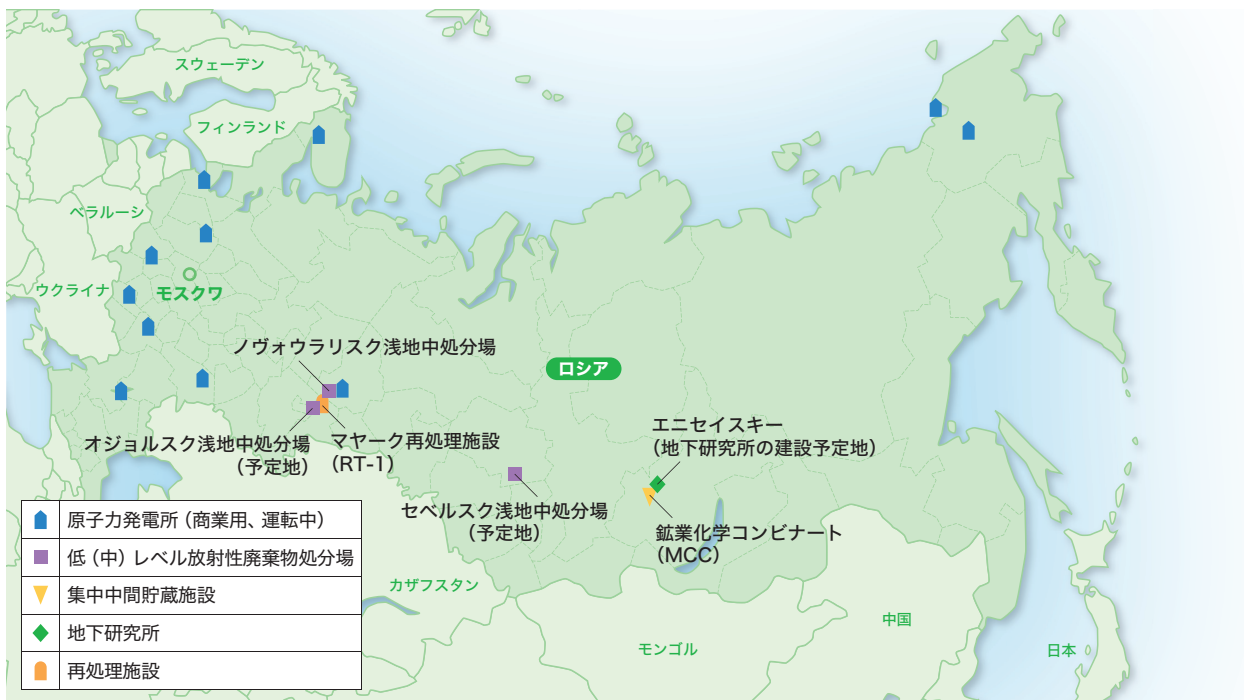 スウェーデン
フィンランド
ベラルーシ
ウクライナ
モスクワ
ノヴォウラリスク浅地中処分場
ロシア
オジョルスク浅地中処分場
（予定地）
マヤーク再処理施設
（RT-1）
エニセイスキー
（地下研究所の建設予定地）
セベルスク浅地中処分場
（予定地）
鉱業化学コンビナート
（MCC）
カザフスタン
モンゴル
中国
日本
原子力発電所（商業用、運転中）
低（中）レベル放射性廃棄物処分場
集中中間貯蔵施設
地下研究所
再処理施設